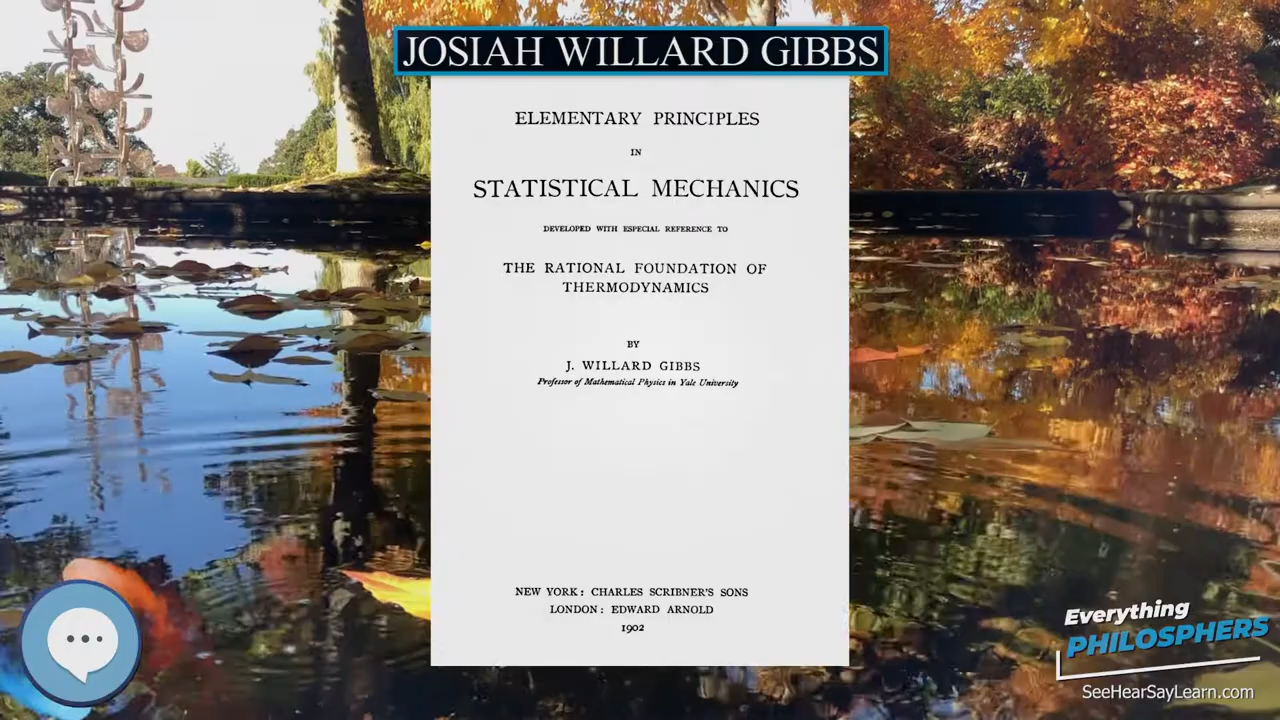 JOSIAH WILLARD GIBBS
ELEMENTARY PRINCIPLES
IN
STATISTICAL MECHANICS
DEVELOPED WITH ESPECIAL REFERENCE TO
THE RATIONAL FOUNDATION OF
THERMODYNAMICS
BY
J. WILLARD GIBBS
Professor of Mathematical Physics in Yale University
NEW YORK : CHARLES SCRIBNER'S SONS
LONDON : EDWARD ARNOLD
1902
Everything
PHILOSPHERS
SeeHearSayLearn.com